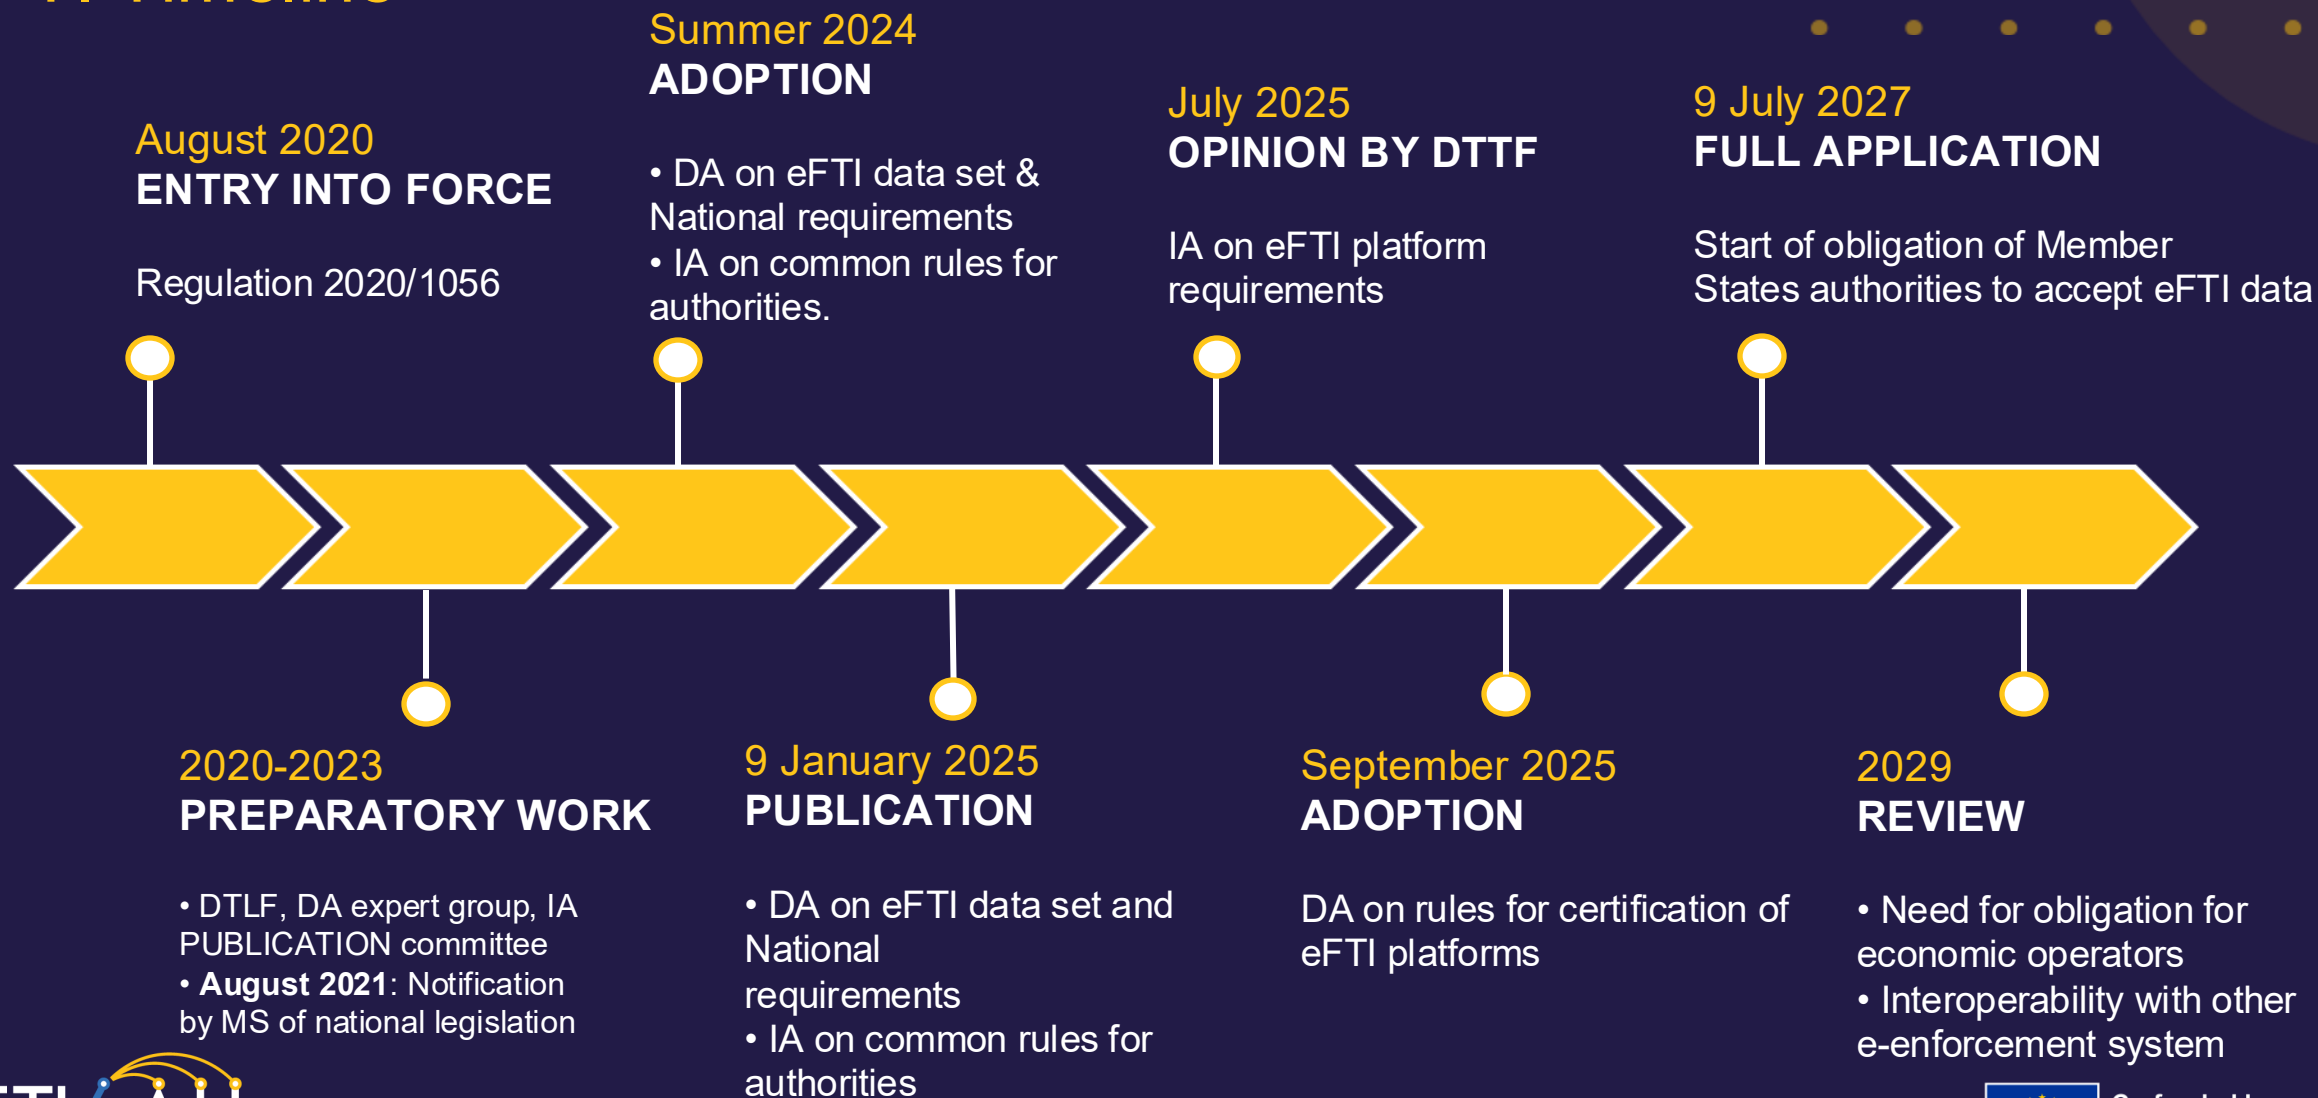 Timeline
August 2020
ENTRY INTO FORCE
Regulation 2020/1056
Summer 2024
ADOPTION
• DA on eFTI data set &
National requirements
• IA on common rules for
authorities.
July 2025
OPINION BY DTTF
IA on eFTI platform
requirements
9 July 2027
FULL APPLICATION
Start of obligation of Member
States authorities to accept eFTI data
2020-2023
PREPARATORY WORK
• DTLF, DA expert group, IA
PUBLICATION committee
• August 2021: Notification
by MS of national legislation
9 January 2025
PUBLICATION
• DA on eFTI data set and
National
requirements
• IA on common rules for
authorities
September 2025
ADOPTION
DA on rules for certification of
eFTI platforms
2029
REVIEW
• Need for obligation for
economic operators
• Interoperability with other
e-enforcement system